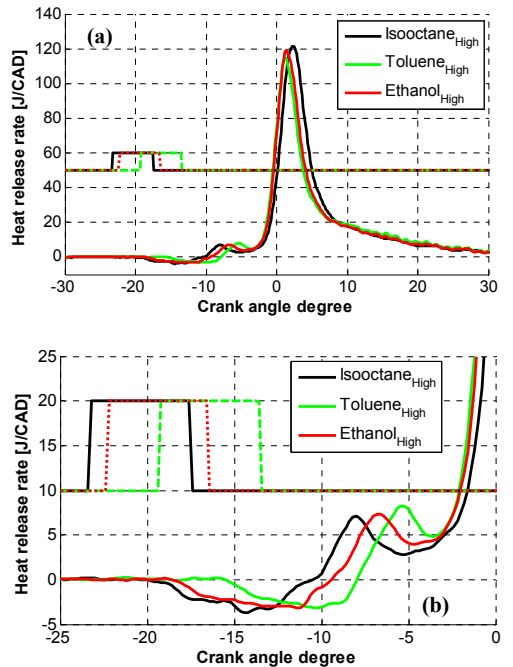 (a)
Isooctane_High
Toluene_High
Ethanol_High
Heat release rate [J/CAD]
140
120
100
80
60
40
20
0
-30 -20 -10 0 10 20 30
Crank angle degree
Isooctane_High
Toluene_High
Ethanol_High
Heat release rate [J/CAD]
25
20
15
10
5
0
-5
(b)
-25 -20 -15 -10 -5 0
Crank angle degree